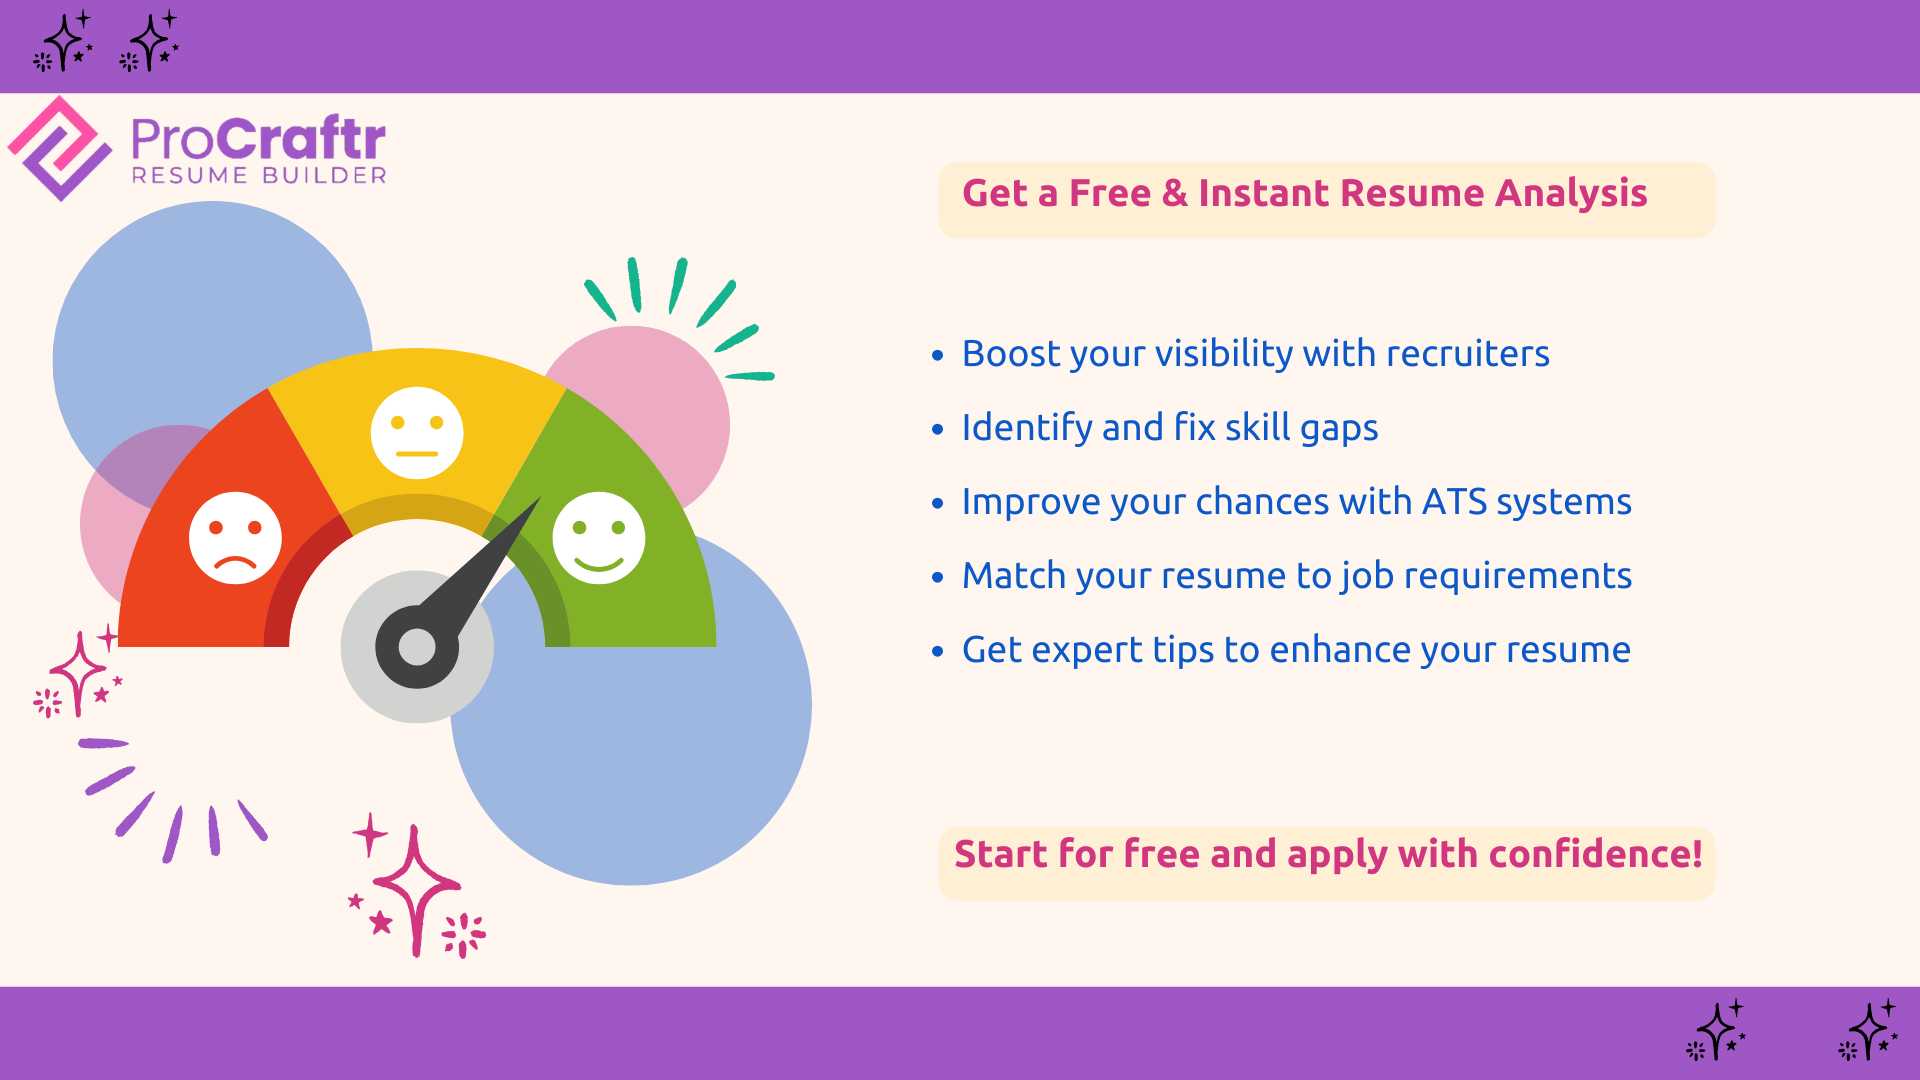 ProCraftr
RESUME BUILDER
Get a Free & Instant Resume Analysis
• Boost your visibility with recruiters
• Identify and fix skill gaps
• Improve your chances with ATS systems
• Match your resume to job requirements
• Get expert tips to enhance your resume
Start for free and apply with confidence!